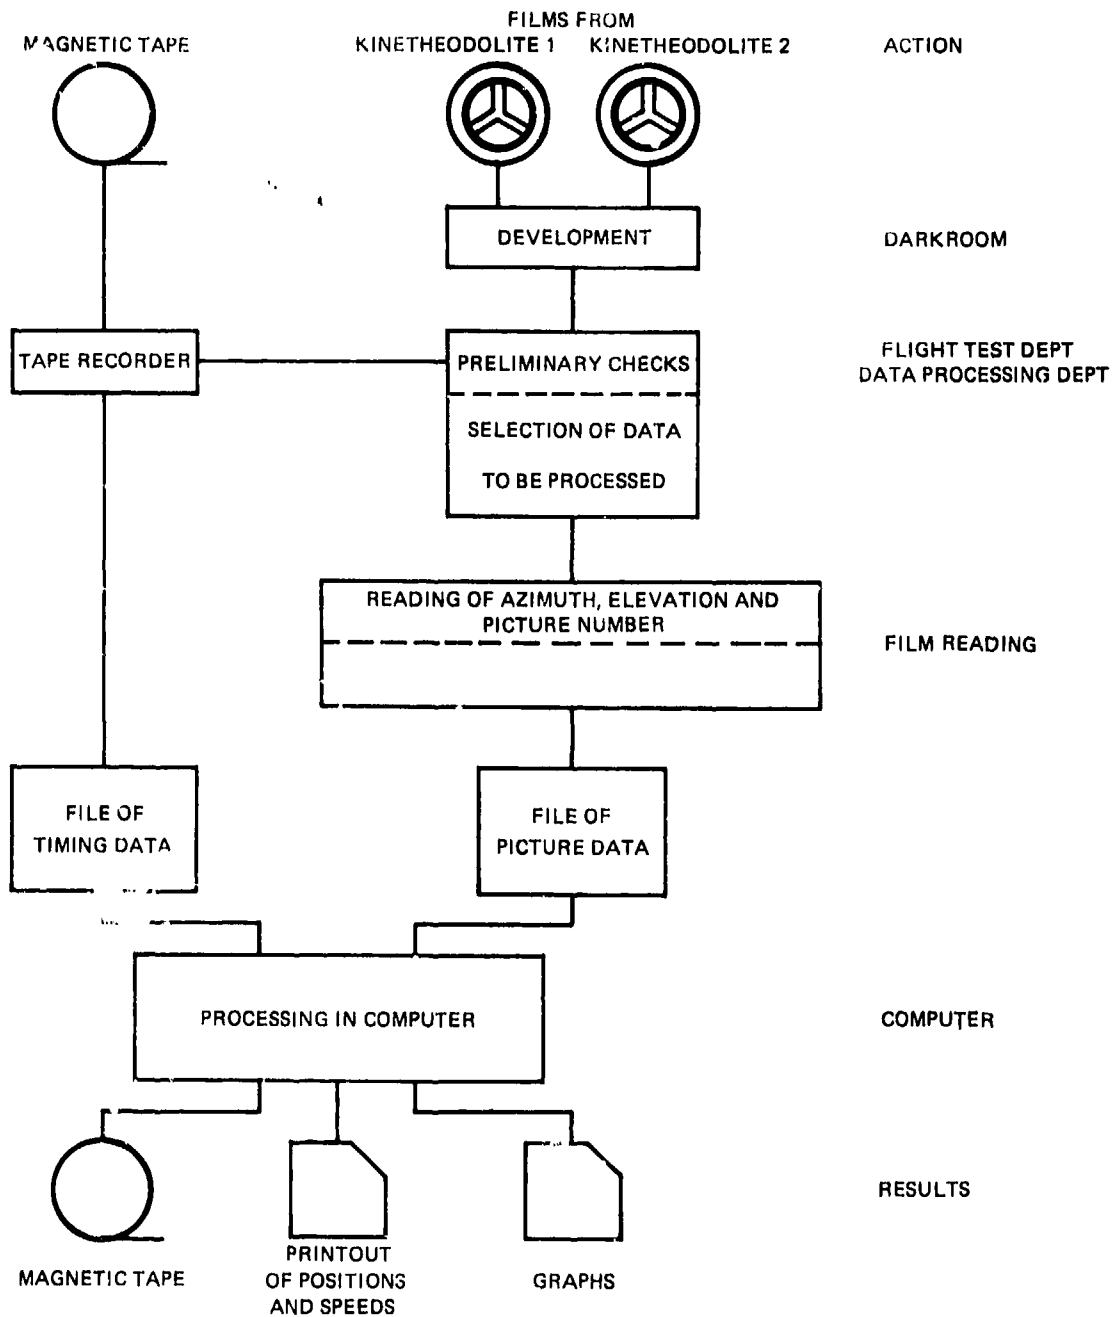 FILMS FROM
MAGNETIC TAPE
KINETHEODOLITE 1
KINETHEODOLITE 2
ACTION
DEVELOPMENT
DARKROOM
TAPE RECORDER
PRELIMINARY CHECKS
FLIGHT TEST DEPT
DATA PROCESSING DEPT
SELECTION OF DATA
TO BE PROCESSED
READING OF AZIMUTH, ELEVATION AND
PICTURE NUMBER
FILM READING
FILE OF
TIMING DATA
FILE OF
PICTURE DATA
PROCESSING IN COMPUTER
COMPUTER
RESULTS
MAGNETIC TAPE
PRINTOUT
OF POSITIONS
AND SPEEDS
GRAPHS